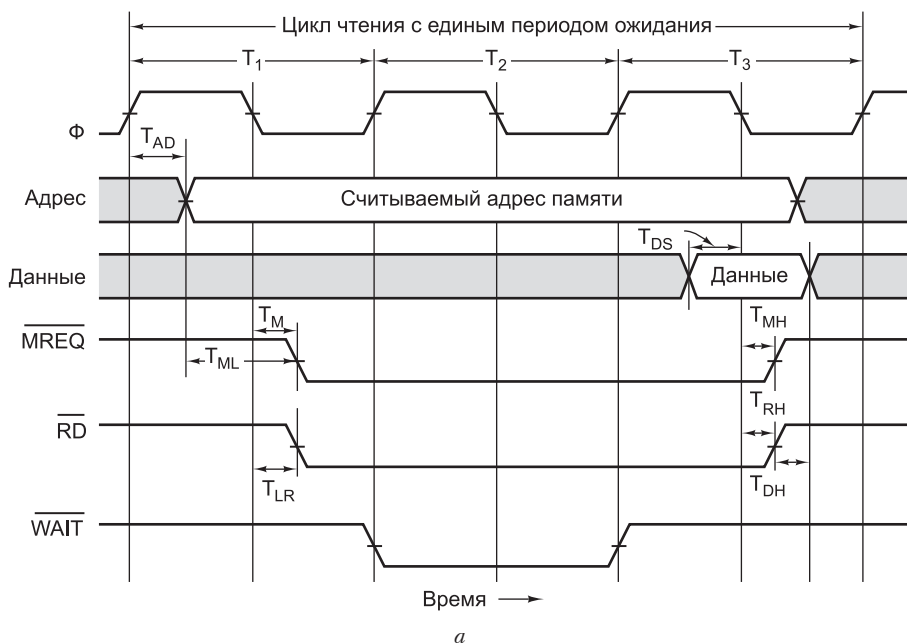 Цикл чтения с единым периодом ожидания
T1 T2 T3
Φ
TAD
Адрес
Считываемый адрес памяти
TDS
Данные
Данные
TM
TMH
MREQ
TML
TRH
RD
TLR
TDH
WAIT
Время
а